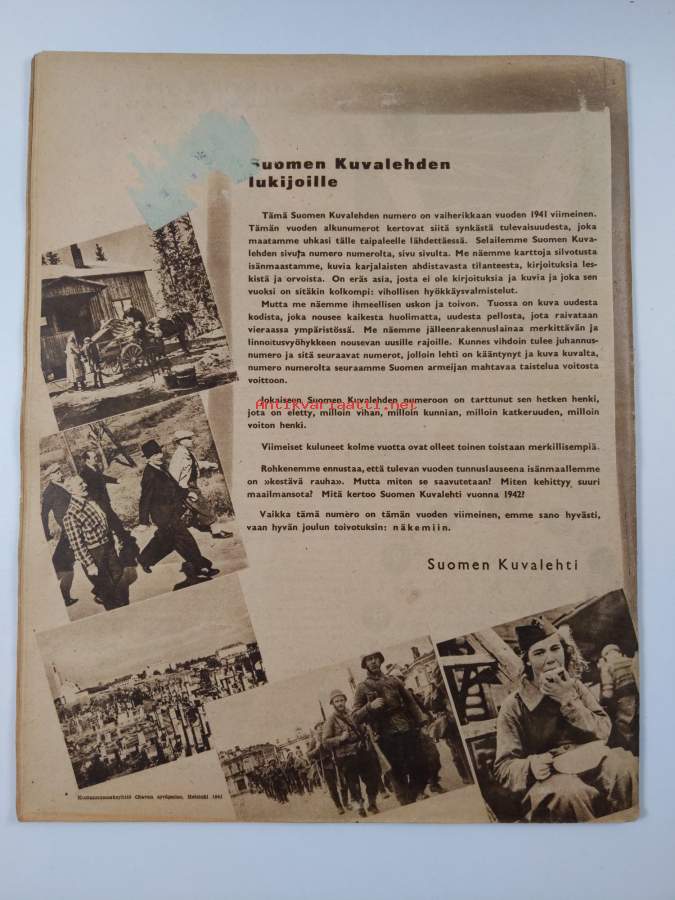 Suomen Kuvalehden
lukijoille
Tämä Suomen Kuvalehden numero on vaiherikkaan vuoden 1941 viimeinen.
Tämän vuoden alkunumerot kertovat siitä synkästä tulevaisuudesta, joka
maatamme uhkasi tälle taipaleelle lähdettäessä. Selailemme Suomen Kuva-
lehden sivuja numero numerolta, sivu sivulta. Me näemme karttoja silvotusta
isänmaastamme, kuvia karjalaisten ahdistavasta tilanteesta, kirjoituksia les-
kistä ja orvoista. On eräs asia, josta ei ole kirjoituksia ja kuvia ja joka sen
vuoksi on sitäkin kolkompi: vihollisen hyökkäysvalmistelut.
Mutta me näemme ihmeellisen uskon ja toivon. Tuossa on kuva uudesta
kodista, joka nousee kaikesta huolimatta, uudesta pellosta, jota raivataan
vieraassa ympäristössä. Me näemme jälleenrakennuslainaa merkittävän ja
linnoitusvyöhykkeen nousevan uusille rajoille. Kunnes vihdoin tulee juhannus-
numero ja sitä seuraavat numerot, jolloin lehti on kääntynyt ja kuva kuvalta,
numero numerolta seuraamme Suomen armeijan mahtavaa taistelua voitosta
voittoon.
Jokaiseen Suomen Kuvalehden numeroon on tarttunut sen hetken henki,
jota on eletty, milloin vihan, milloin kunnian, milloin katkeruuden, milloin
voiton henki.
Antikvariaatti.net
Viimeiset kuluneet kolme vuotta ovat olleet toinen toistaan merkillisempiä.
Rohkenemme ennustaa, että tulevan vuoden tunnuslauseena isänmaallemme
on »kestävä rauha». Mutta miten se saavutetaan? Miten kehittyy suuri
maailmansota? Mitä kertoo Suomen Kuvalehti vuonna 1942?
Vaikka tämä numero on tämän vuoden viimeinen, emme sano hyvästi,
vaan hyvän joulun toivotuksin: näkemiin.
Suomen Kuvalehti
Kustannusosakeyhtiö Otavan syväpaino, Helsinki 1941